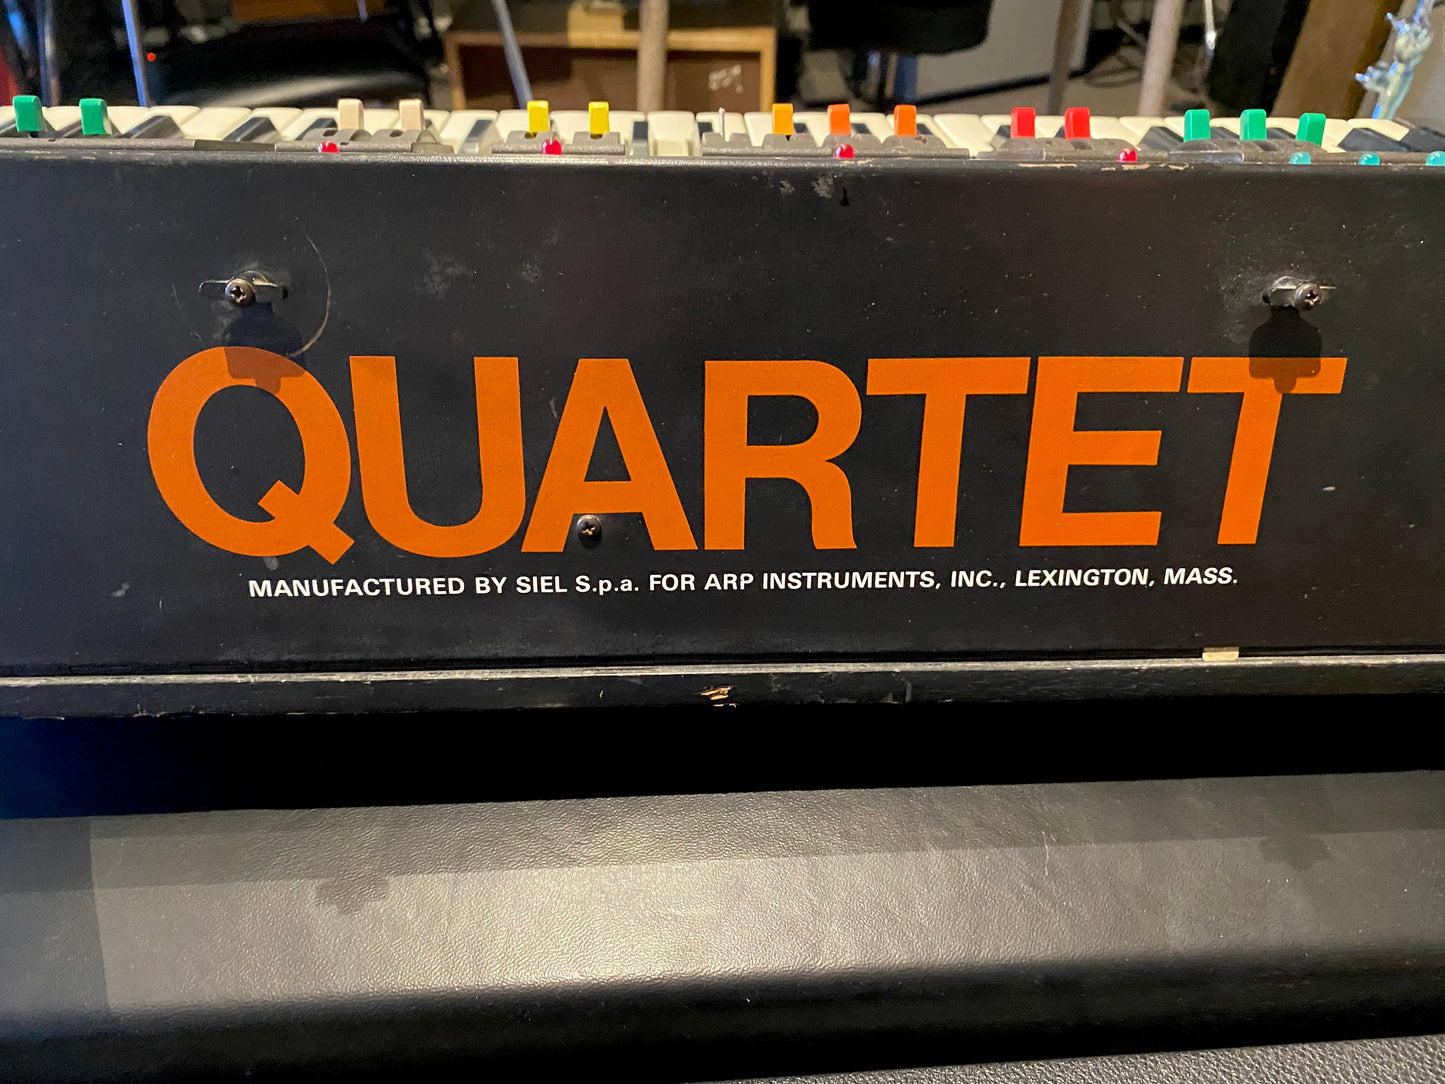 QUARTET
MANUFACTURED BY SIEL S.p.a. FOR ARP INSTRUMENTS, INC., LEXINGTON, MASS.